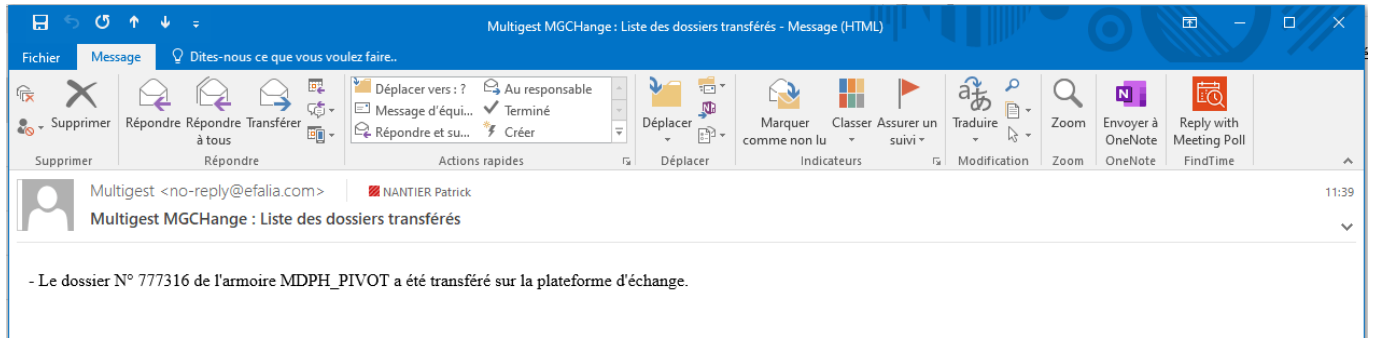 Multigest MGCHange : Liste des dossiers transférés - Message (HTML)
Fichier Message Dites-nous ce que vous voulez faire..
Supprimer
Répondre Répondre à tous Transférer
Déplacer vers : ? Au responsable
Message d'équi... Terminé
Répondre et su... Créer
Déplacer
Marquer comme non lu Classer Assurer un suivi
Traduire
Zoom
Envoyer à OneNote
Reply with Meeting Poll
Supprimer Répondre Actions rapides Déplacer Indicateurs Modification Zoom OneNote FindTime
Multigest <no-reply@efalia.com> NANTIER Patrick 11:39
Multigest MGCHange : Liste des dossiers transférés
- Le dossier N° 777316 de l'armoire MDPH_PIVOT a été transféré sur la plateforme d'échange.